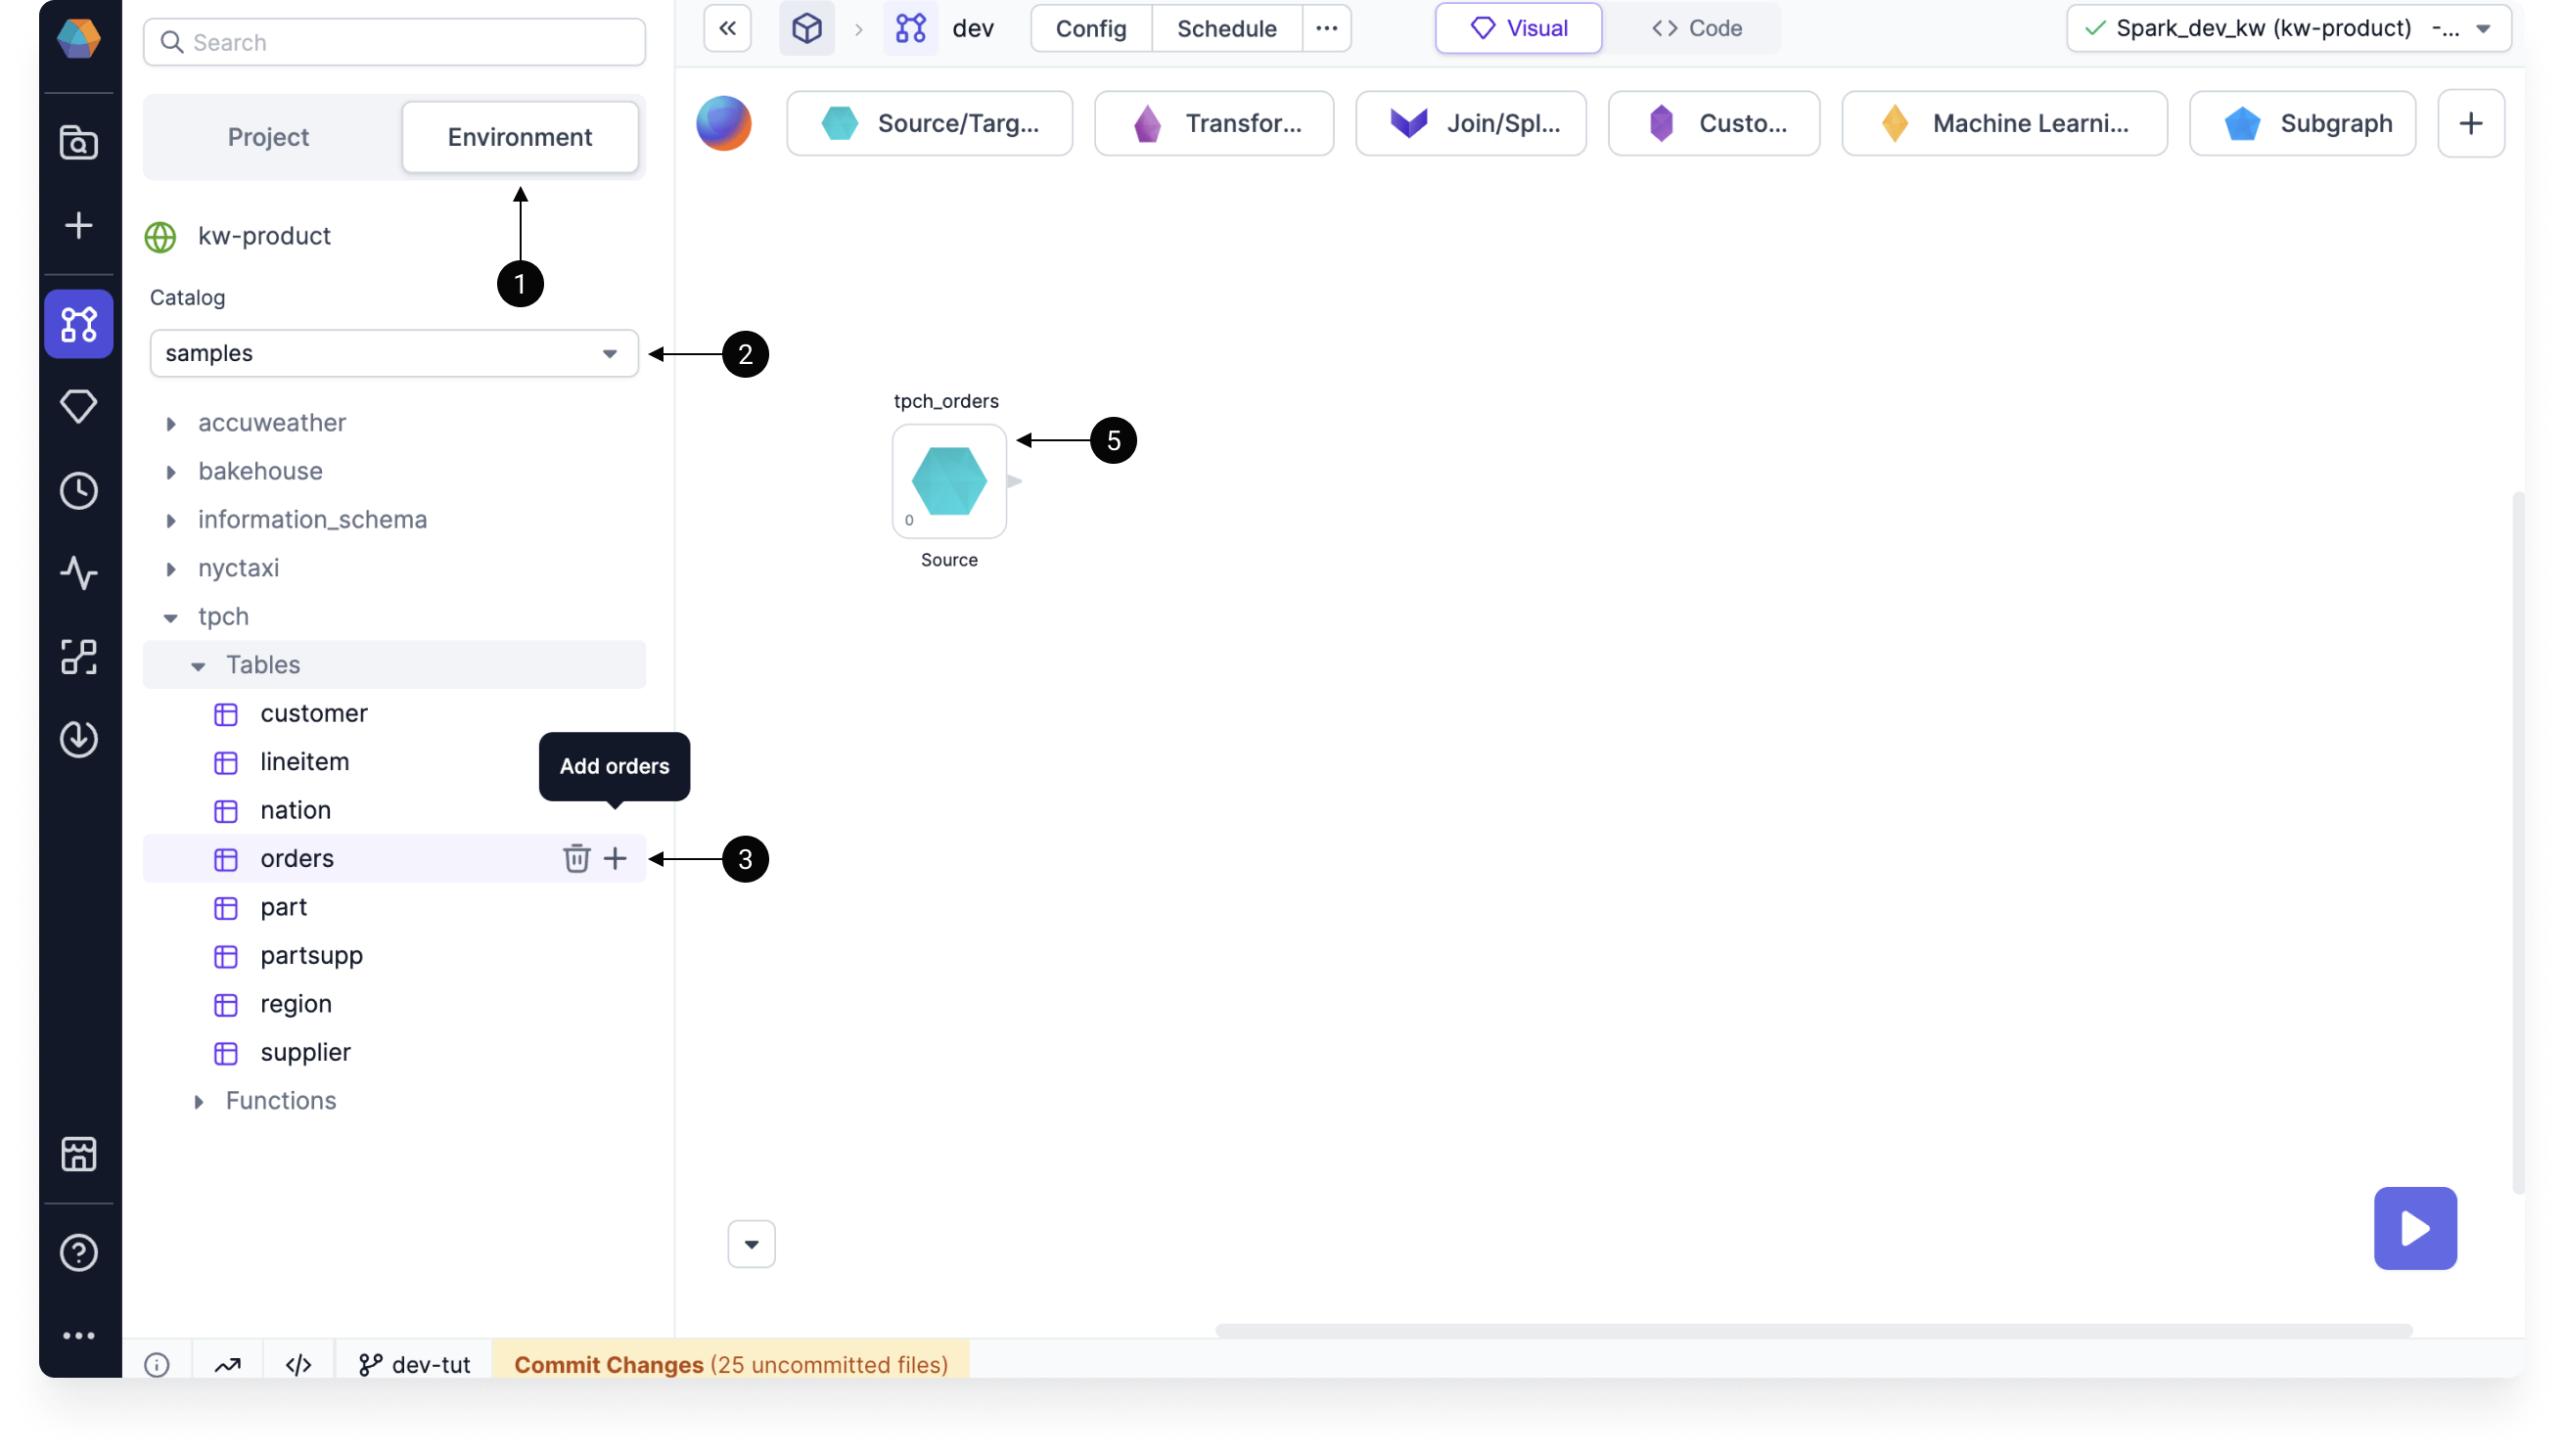 Search
Project
Environment
1
kw-product
Catalog
samples
2
accuweather
bakehouse
information_schema
nyctaxi
tpch
Tables
customer
lineitem
nation
Add orders
orders
3
part
partsupp
region
supplier
Functions
dev
Config
Schedule
Visual
Code
Spark_dev_kw (kw-product) -...
Source/Targ...
Transfor...
Join/Spl...
Custo...
Machine Learni...
Subgraph
tpch_orders
5
0
Source
dev-tut
Commit Changes (25 uncommitted files)